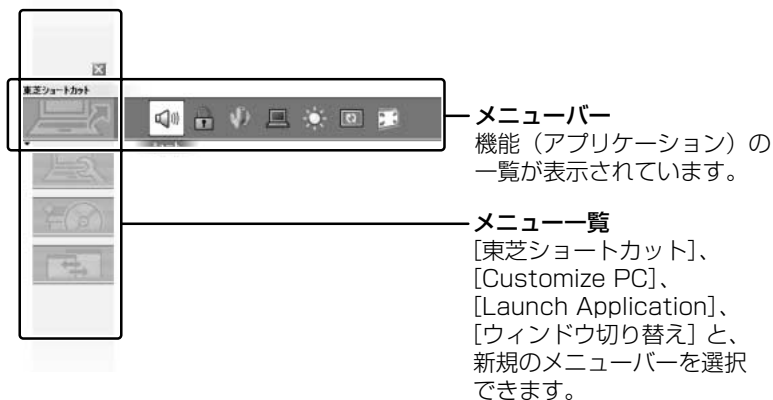 東芝ショートカット
メニューバー
機能（アプリケーション）の
一覧が表示されています。
メニュー一覧
[東芝ショートカット]、
[Customize PC]、
[Launch Application]、
[ウィンドウ切り替え] と、
新規のメニューバーを選択
できます。